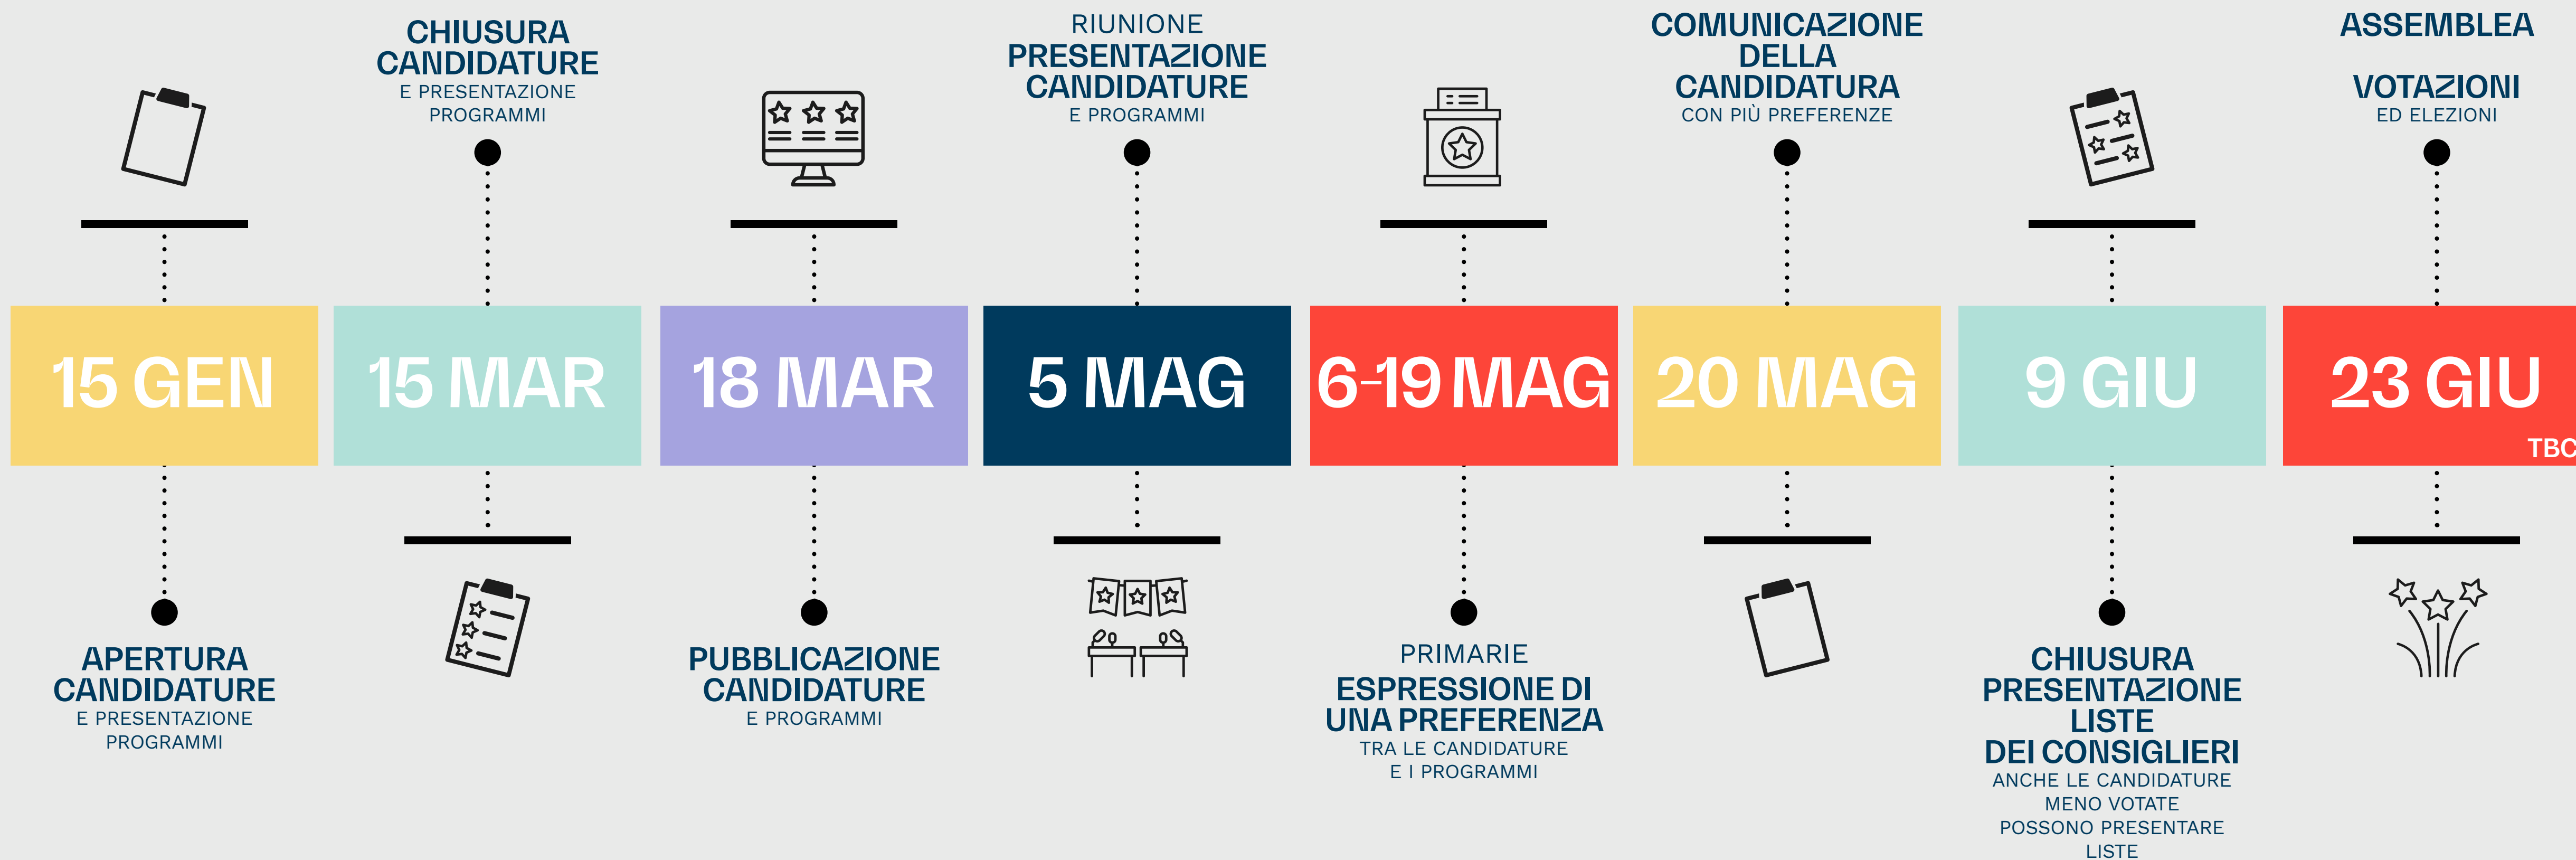 15 GEN
APERTURA
CANDIDATURE
E PRESENTAZIONE
PROGRAMMI
CHIUSURA
CANDIDATURE
E PRESENTAZIONE
PROGRAMMI
15 MAR
18 MAR
PUBBLICAZIONE
CANDIDATURE
E PROGRAMMI
RIUNIONE
PRESENTAZIONE
CANDIDATURE
E PROGRAMMI
5 MAG
6-19 MAG
PRIMARIE
ESPRESSIONE DI
UNA PREFERENZA
TRA LE CANDIDATURE
E I PROGRAMMI
COMUNICAZIONE
DELLA
CANDIDATURA
CON PIÙ PREFERENZE
20 MAG
9 GIU
CHIUSURA
PRESENTAZIONE
LISTE
DEI CONSIGLIERI
ANCHE LE CANDIDATURE
MENO VOTATE
POSSONO PRESENTARE
LISTE
ASSEMBLEA
VOTAZIONI
ED ELEZIONI
23 GIU
TBC